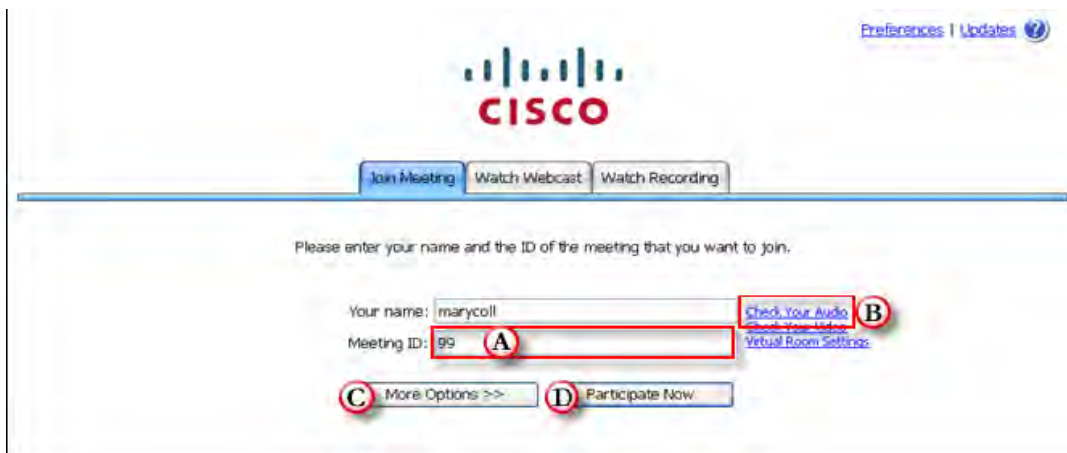 Preferences | Updates ?
CISCO
Join Meeting Watch Webcast Watch Recording
Please enter your name and the ID of the meeting that you want to join.
Your name: marycoll Check Your Audio B
Check Your Video
Meeting ID: 99 A Virtual Room Settings
C More Options >> D Participate Now